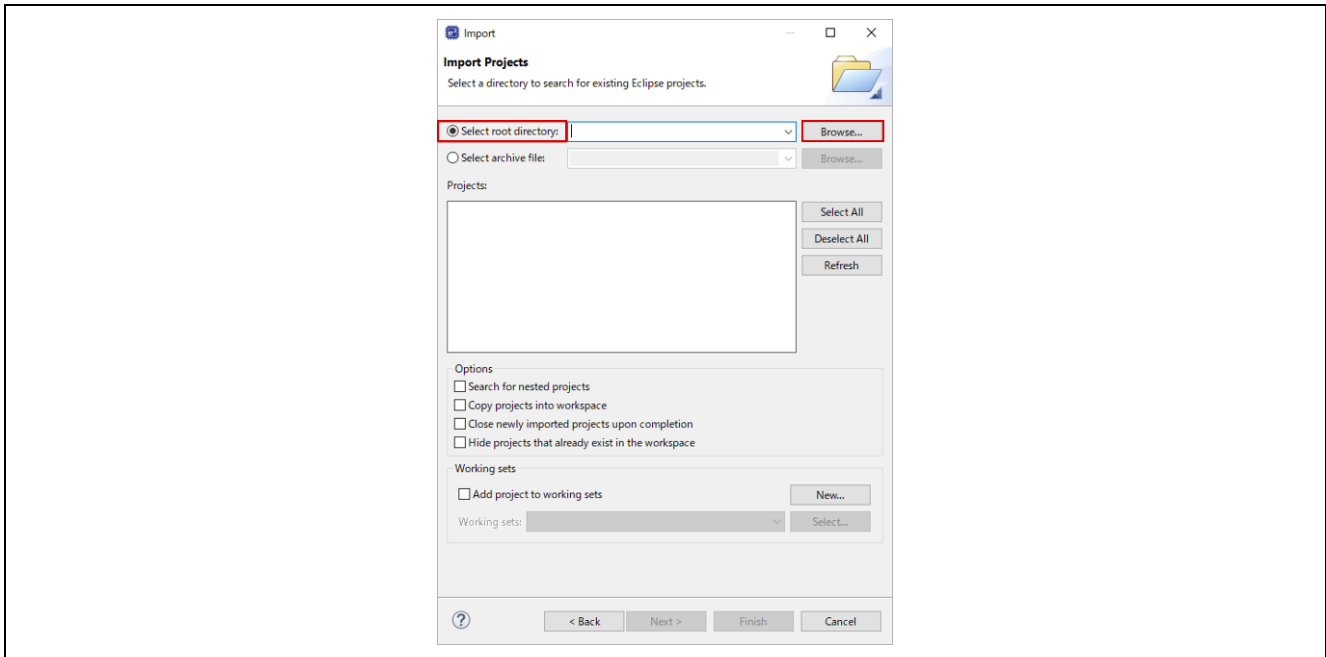 Import
Import Projects
Select a directory to search for existing Eclipse projects.
Select root directory:
Browse...
Select archive file:
Browse...
Projects:
Select All
Deselect All
Refresh
Options
Search for nested projects
Copy projects into workspace
Close newly imported projects upon completion
Hide projects that already exist in the workspace
Working sets
Add project to working sets
New...
Working sets:
Select...
?
< Back
Next >
Finish
Cancel